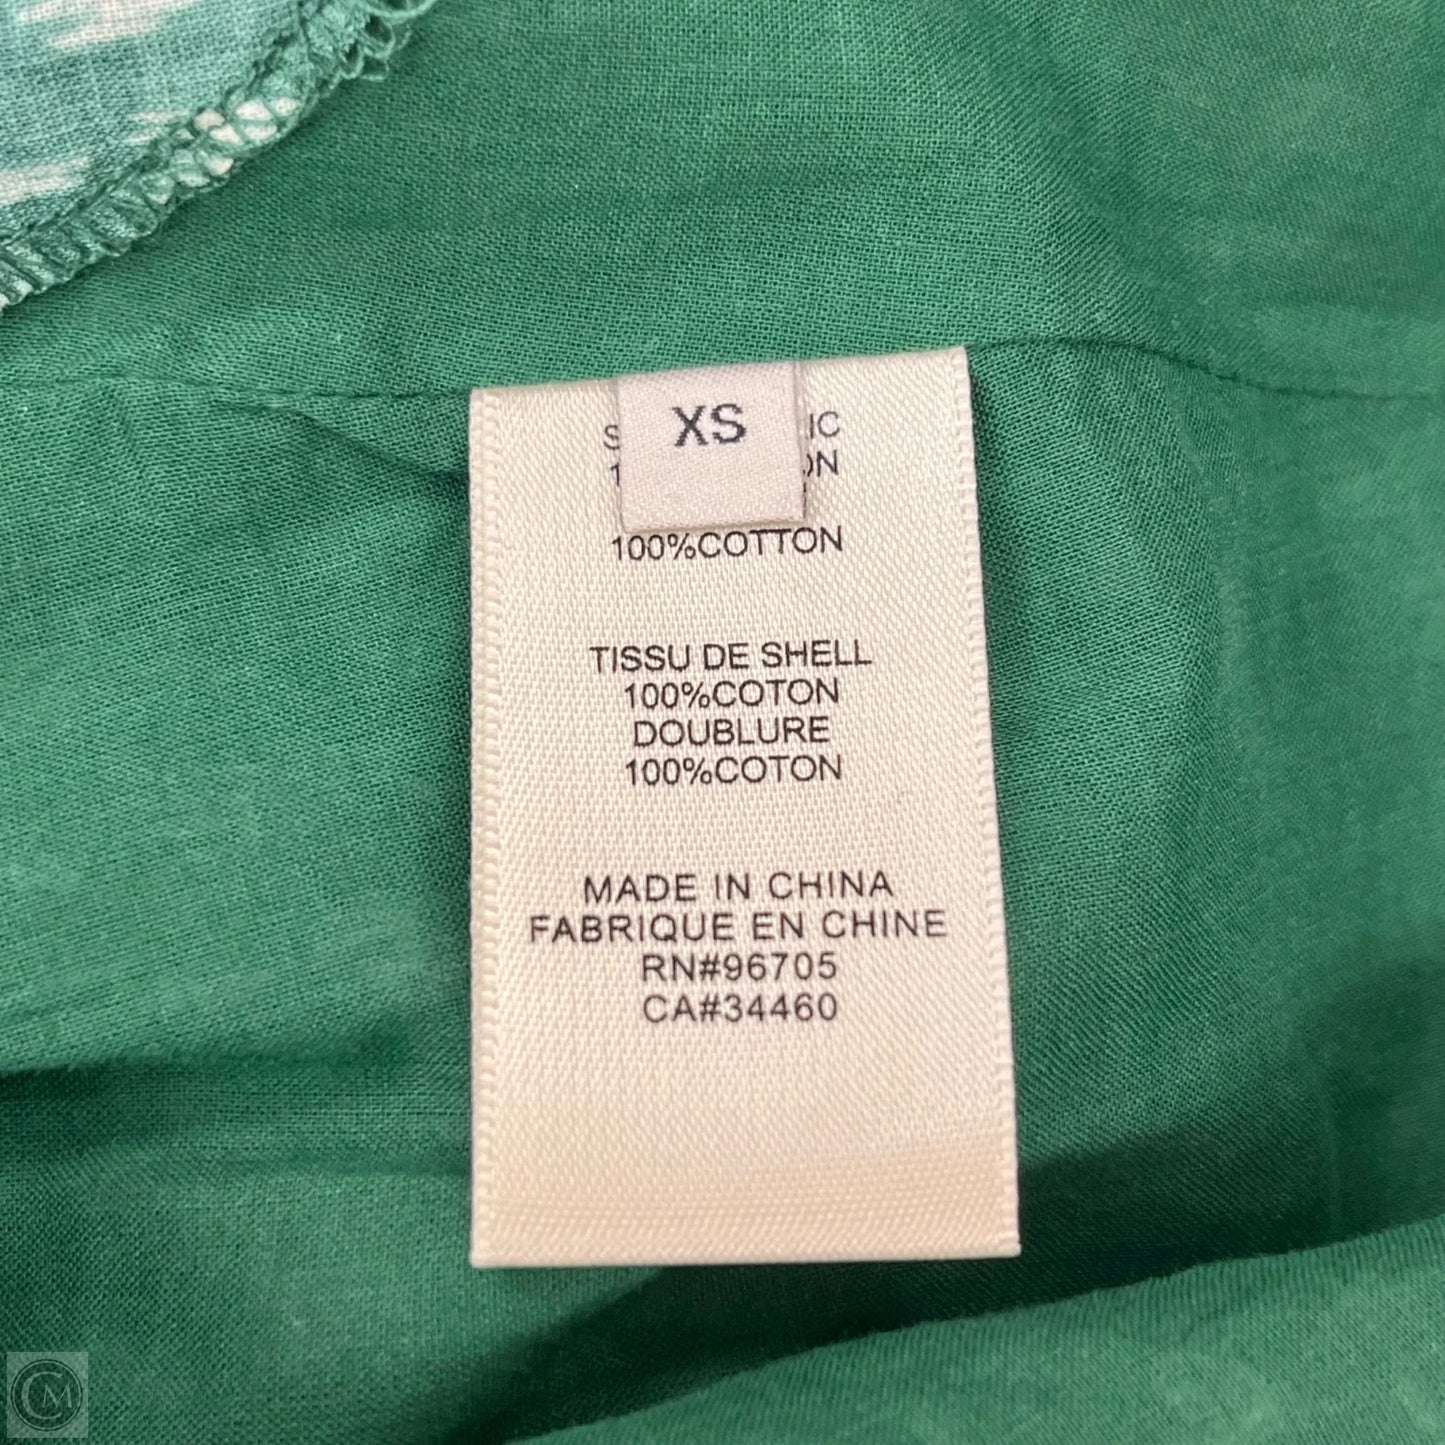 XS
100%COTTON
TISSU DE SHELL
100%COTON
DOUBLURE
100%COTON
MADE IN CHINA
FABRIQUE EN CHINE
RN#96705
CA#34460